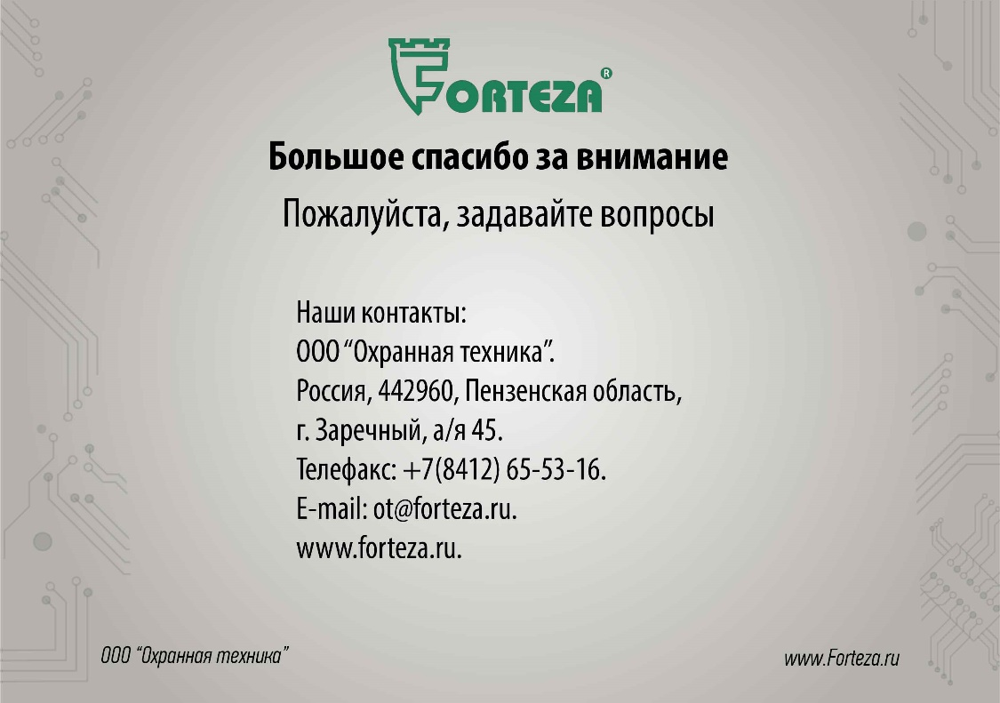 FORTEZA®
Большое спасибо за внимание
Пожалуйста, задавайте вопросы
Наши контакты:
ООО “Охранная техника”.
Россия, 442960, Пензенская область,
г. Заречный, а/я 45.
Телефакс: +7(8412) 65-53-16.
E-mail: ot@forteza.ru.
www.forteza.ru.
ООО “Охранная техника”
www.Forteza.ru